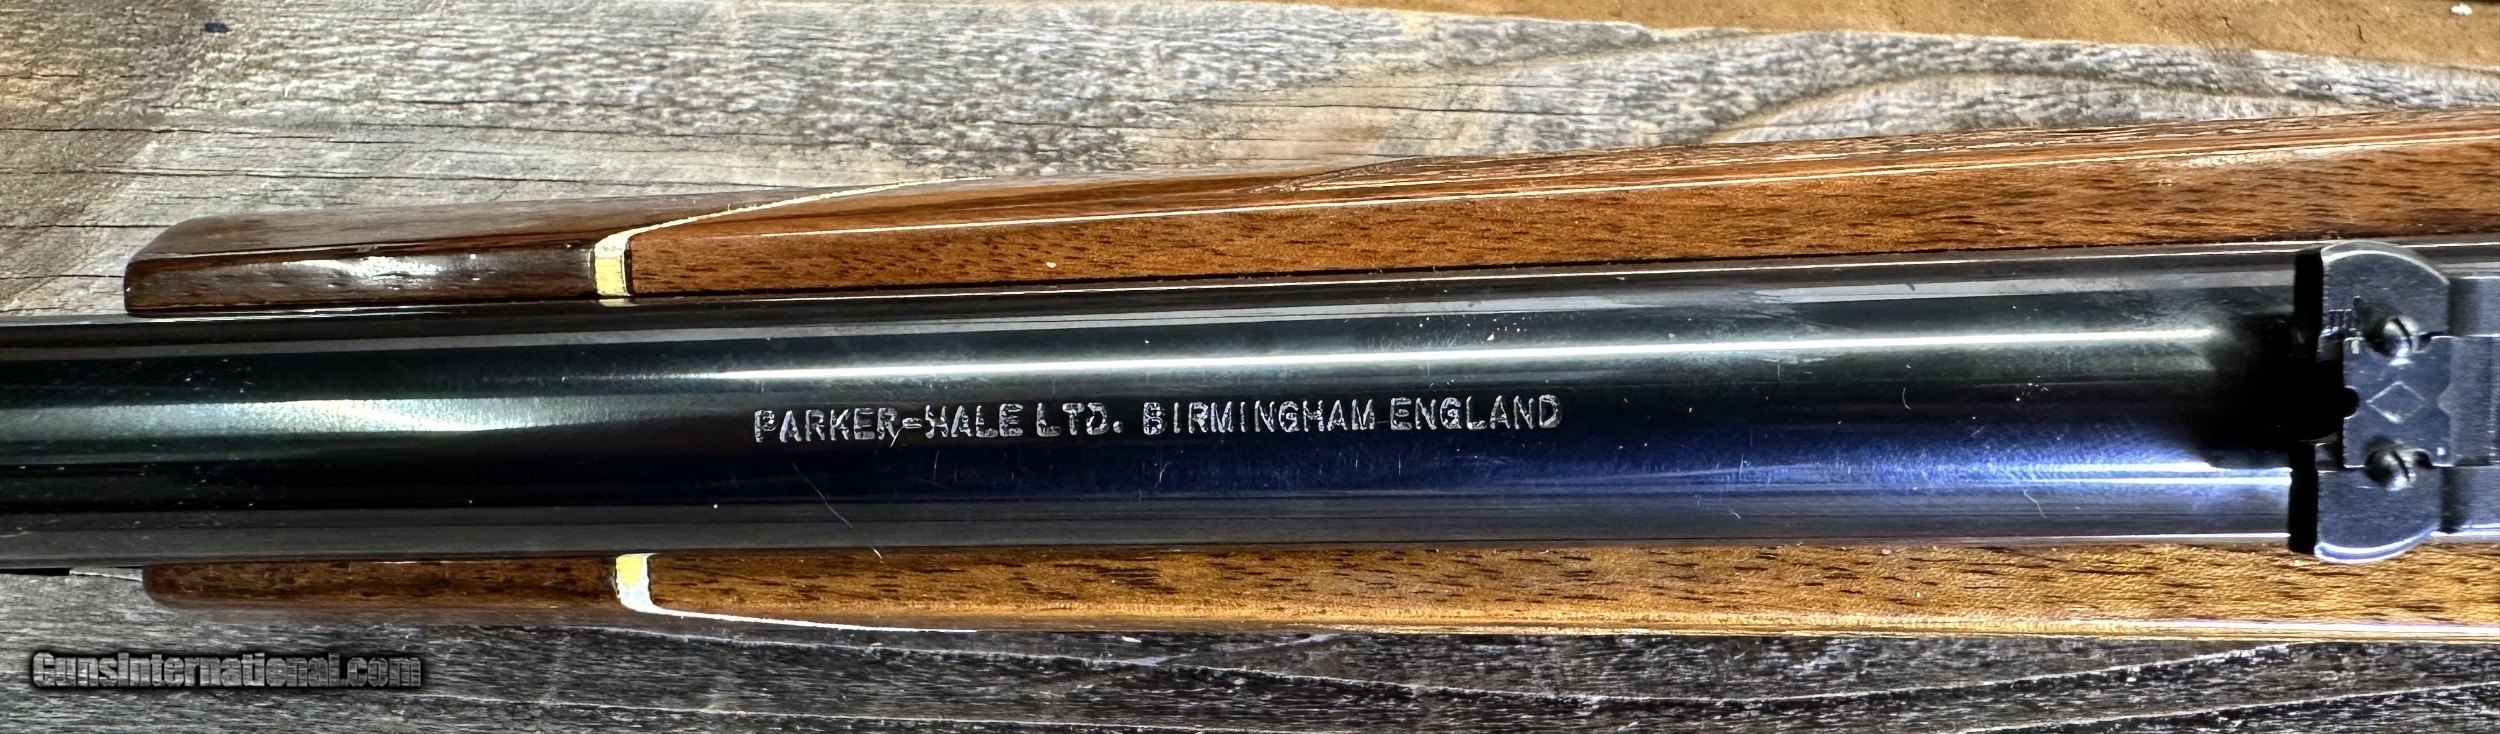 PARKER-HALE LTD. BIRMINGHAM ENGLAND
GunsInternational.com